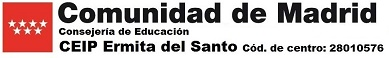 Comunidad de Madrid
Consejería de Educación
CEIP Ermita del Santo Cód. de centro: 28010576